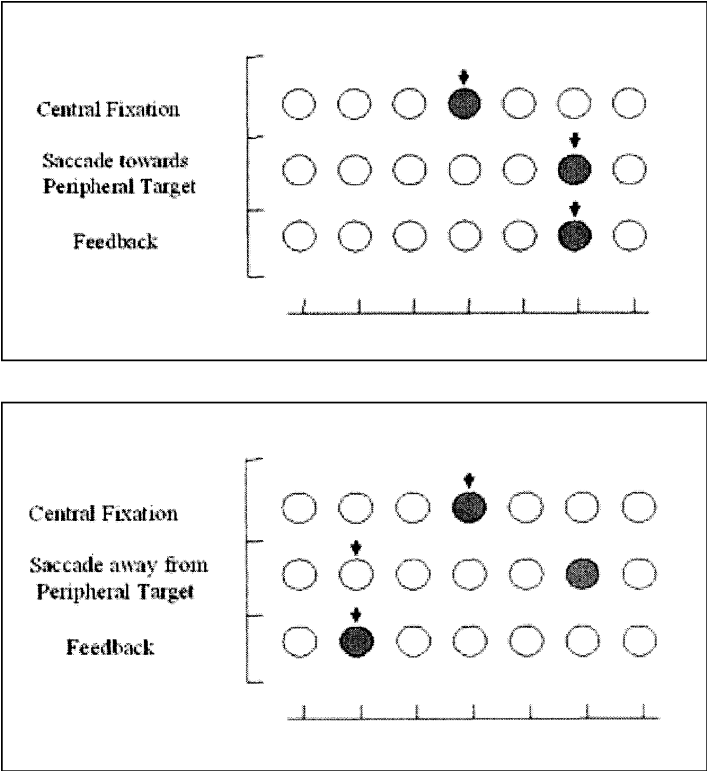 Central Fixation
Saccade towards
Peripheral Target
Feedback
Central Fixation
Saccade away from
Peripheral Target
Feedback